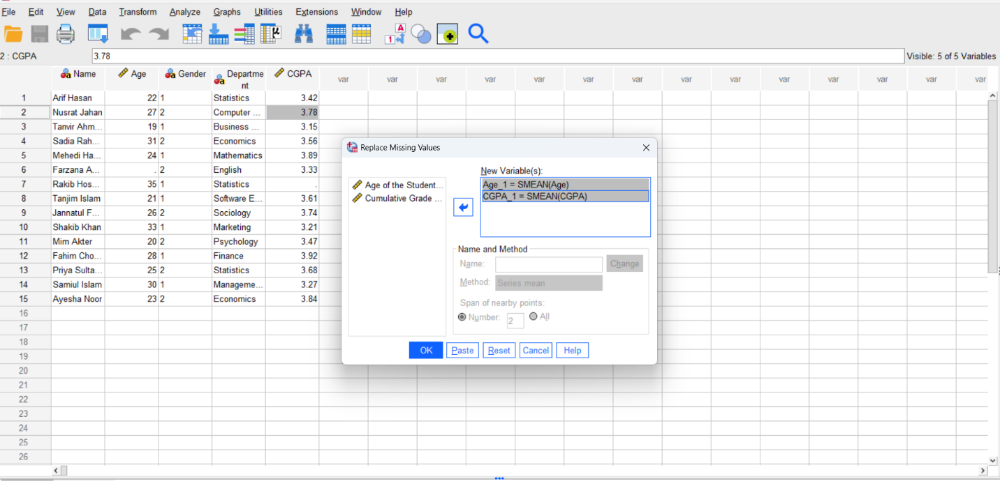 File Edit View Data Transform Analyze Graphs Utilities Extensions Window Help
2 : CGPA 3.78 Visible: 5 of 5 Variables
Name Age Gender Departme
nt CGPA var var var var var var var var var var var var var var
1 Arif Hasan 22 1 Statistics 3.42
2 Nusrat Jahan 27 2 Computer ... 3.78
3 Tanvir Ahm... 19 1 Business ... 3.15
4 Sadia Rah... 31 2 Economics 3.56
5 Mehedi Ha... 24 1 Mathematics 3.89
6 Farzana A... . 2 English 3.33
7 Rakib Hos... 35 1 Statistics .
8 Tanjim Islam 21 1 Software E... 3.61
9 Jannatul F... 26 2 Sociology 3.74
10 Shakib Khan 33 1 Marketing 3.21
11 Mim Akter 20 2 Psychology 3.47
12 Fahim Cho... 28 1 Finance 3.92
13 Priya Sulta... 25 2 Statistics 3.68
14 Samiul Islam 30 1 Manageme... 3.27
15 Ayesha Noor 23 2 Economics 3.84
16
17
18
19
20
21
22
23
24
25
26
Replace Missing Values
New Variable(s):
Age of the Student...
Cumulative Grade ...
Age_1 = SMEAN(Age)
CGPA_1 = SMEAN(CGPA)
Name and Method
Name: Change
Method: Series mean
Span of nearby points:
Number: 2 All
OK Paste Reset Cancel Help